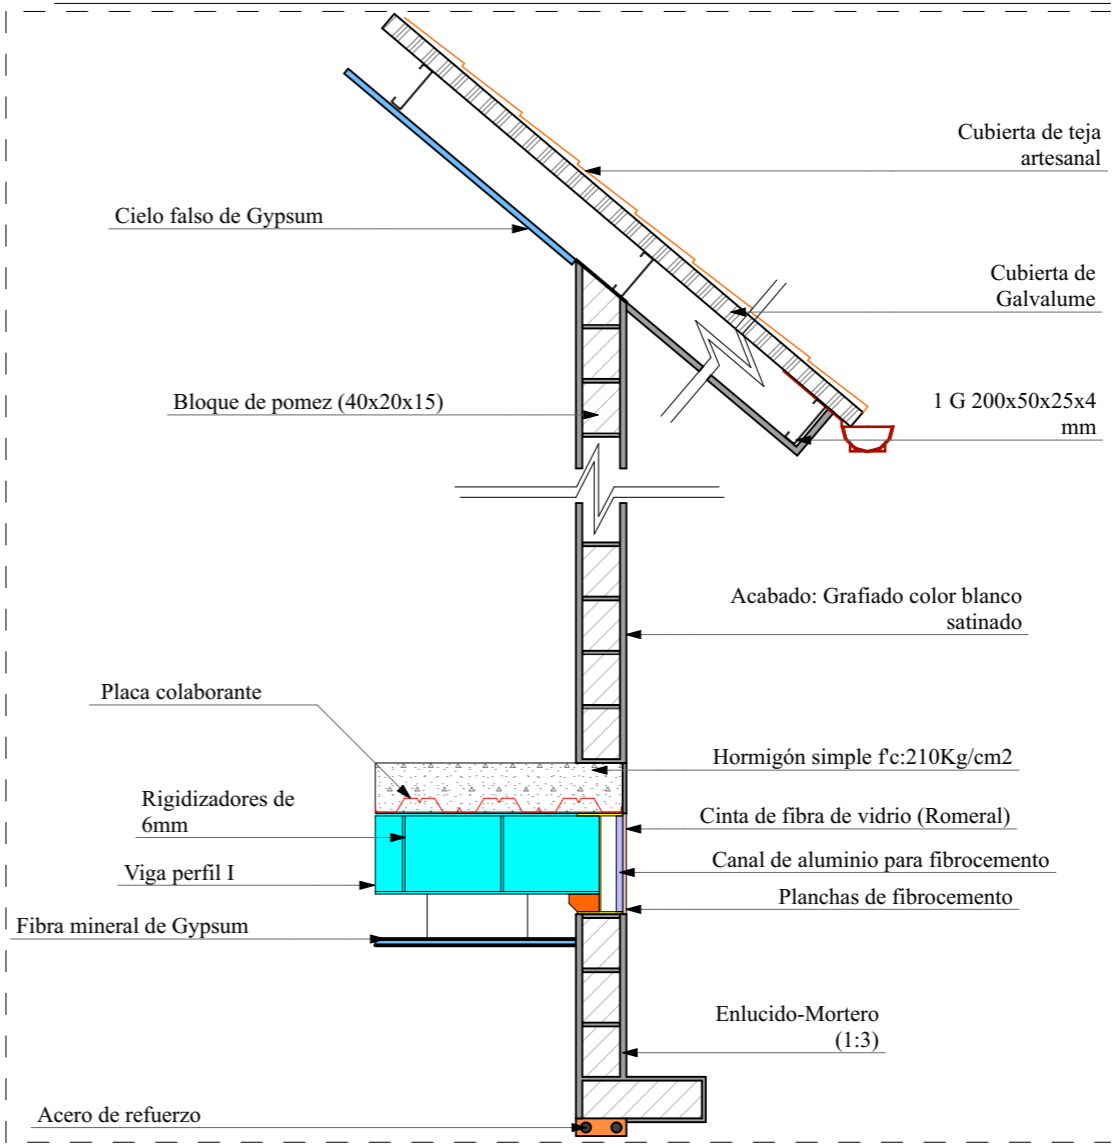 Cubierta de teja
artesanal
Cielo falso de Gypsum
Cubierta de
Galvalume
Bloque de pomez (40x20x15)
1 G 200x50x25x4
mm
Acabado: Grafiado color blanco
satinado
Placa colaborante
Hormigón simple f'c:210Kg/cm2
Rigidizadores de
6mm
Cinta de fibra de vidrio (Romeral)
Canal de aluminio para fibrocemento
Viga perfil I
Planchas de fibrocemento
Fibra mineral de Gypsum
Enlucido-Mortero
(1:3)
Acero de refuerzo